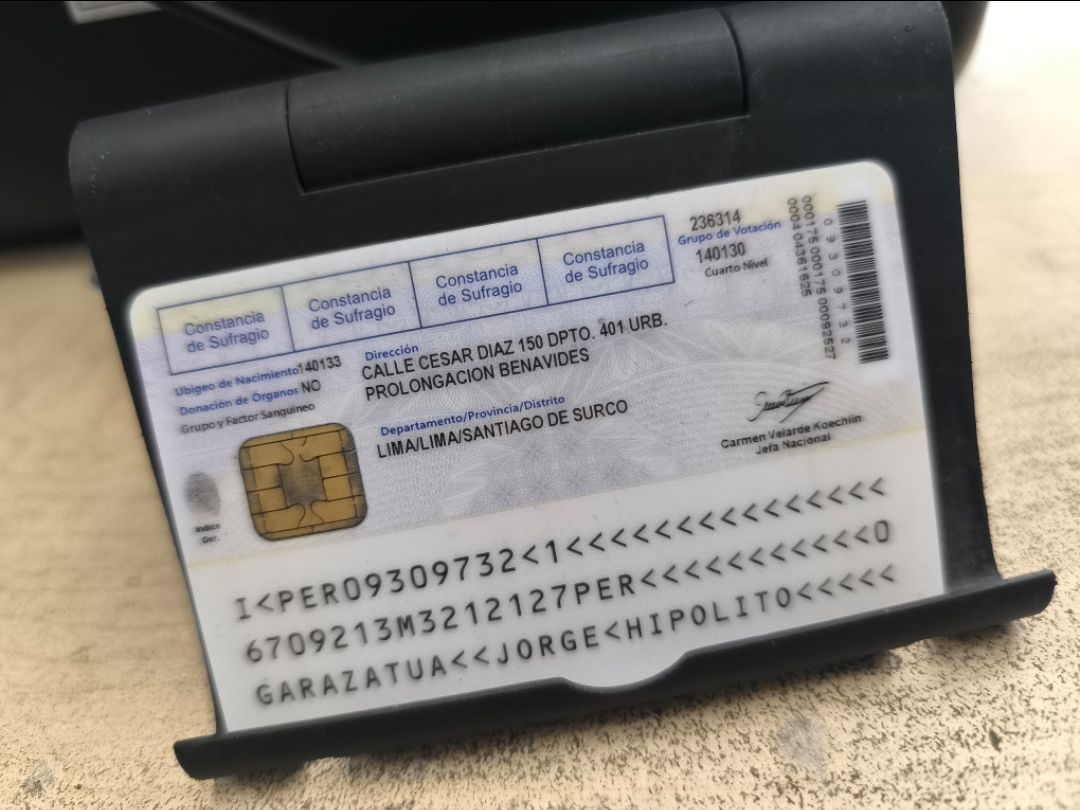 Constancia de Sufragio
Constancia de Sufragio
Constancia de Sufragio
Constancia de Sufragio
236314
Grupo de Votación
140130
Cuarto Nivel
000175 000175 00092527
0004 04361625
09309732
Ubigeo de Nacimiento 140133
Donación de Órganos NO
Grupo y Factor Sanguineo
Dirección
CALLE CESAR DIAZ 150 DPTO. 401 URB.
PROLONGACION BENAVIDES
Departamento/Provincia/Distrito
LIMA/LIMA/SANTIAGO DE SURCO
Carmen Velarde Koechlin
Jefa Nacional
Indice
Der.
I<PER09309732<1<<<<<<<<<<<<<<<
6709213M3212127PER<<<<<<<<<<<0
GARAZATUA<<JORGE<HIPOLITO<<<<<